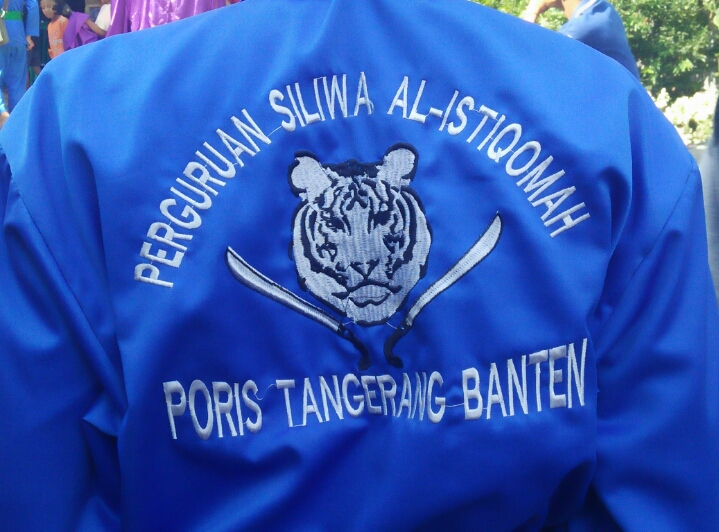 PERGURUAN SILIWA AL-ISTIQOMAH
PORIS TANGERANG BANTEN